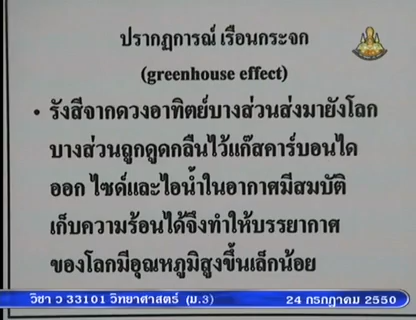 ปรากฏการณ์ เรือนกระจก
(greenhouse effect)
• รังสีจากดวงอาทิตย์บางส่วนส่งมายังโลก
บางส่วนถูกดูดกลืนไว้แก๊สคาร์บอนได
ออก ไซด์และไอน้ำในอากาศมีสมบัติ
เก็บความร้อนได้จึงทำให้บรรยากาศ
ของโลกมีอุณหภูมิสูงขึ้นเล็กน้อย
วิชา ว 33101 วิทยาศาสตร์ (ม.3) 24 กรกฎาคม 2550